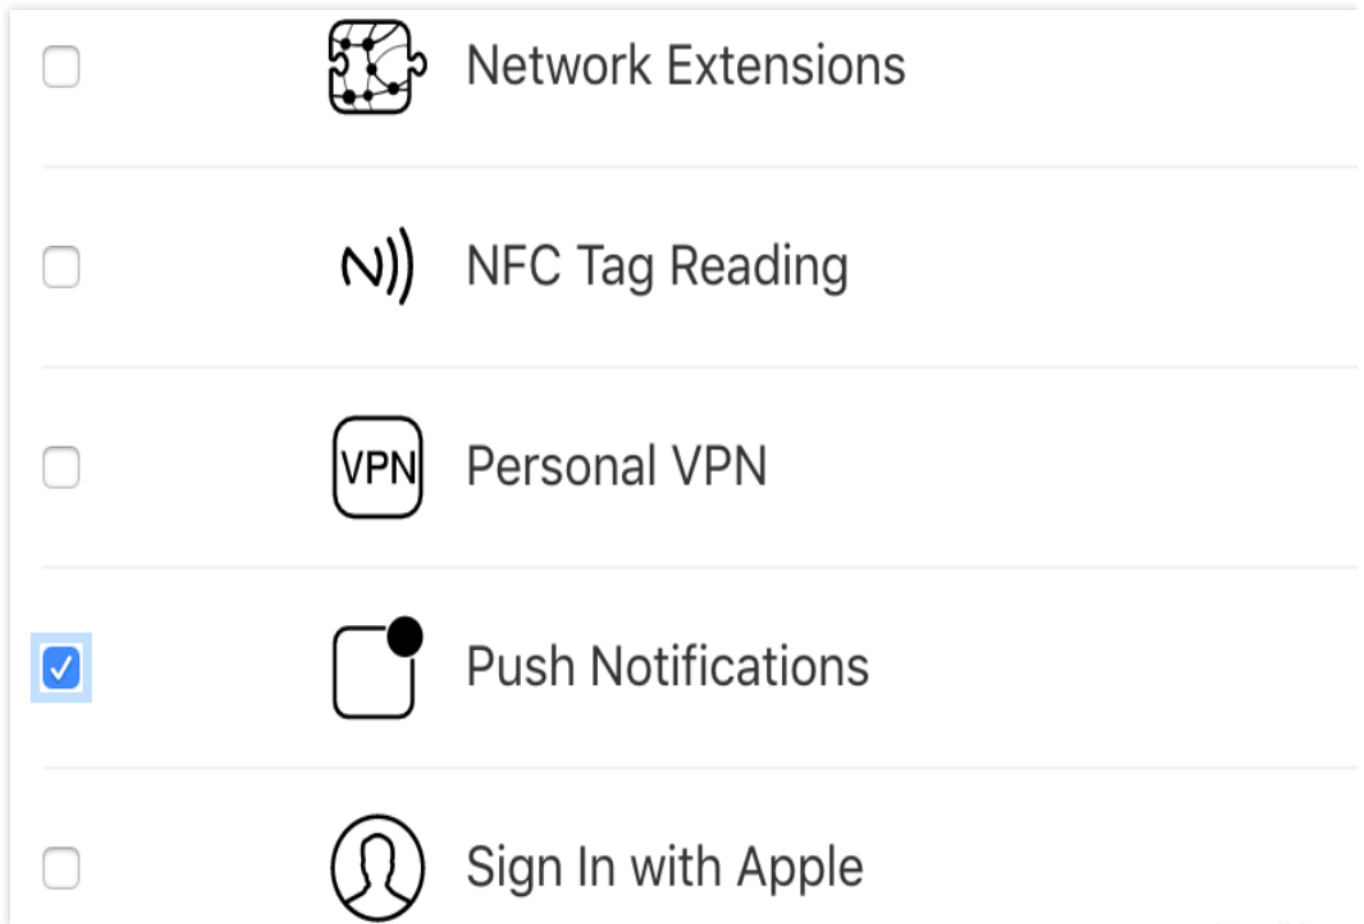 Network Extensions
NFC Tag Reading
VPN Personal VPN
Push Notifications
Sign In with Apple